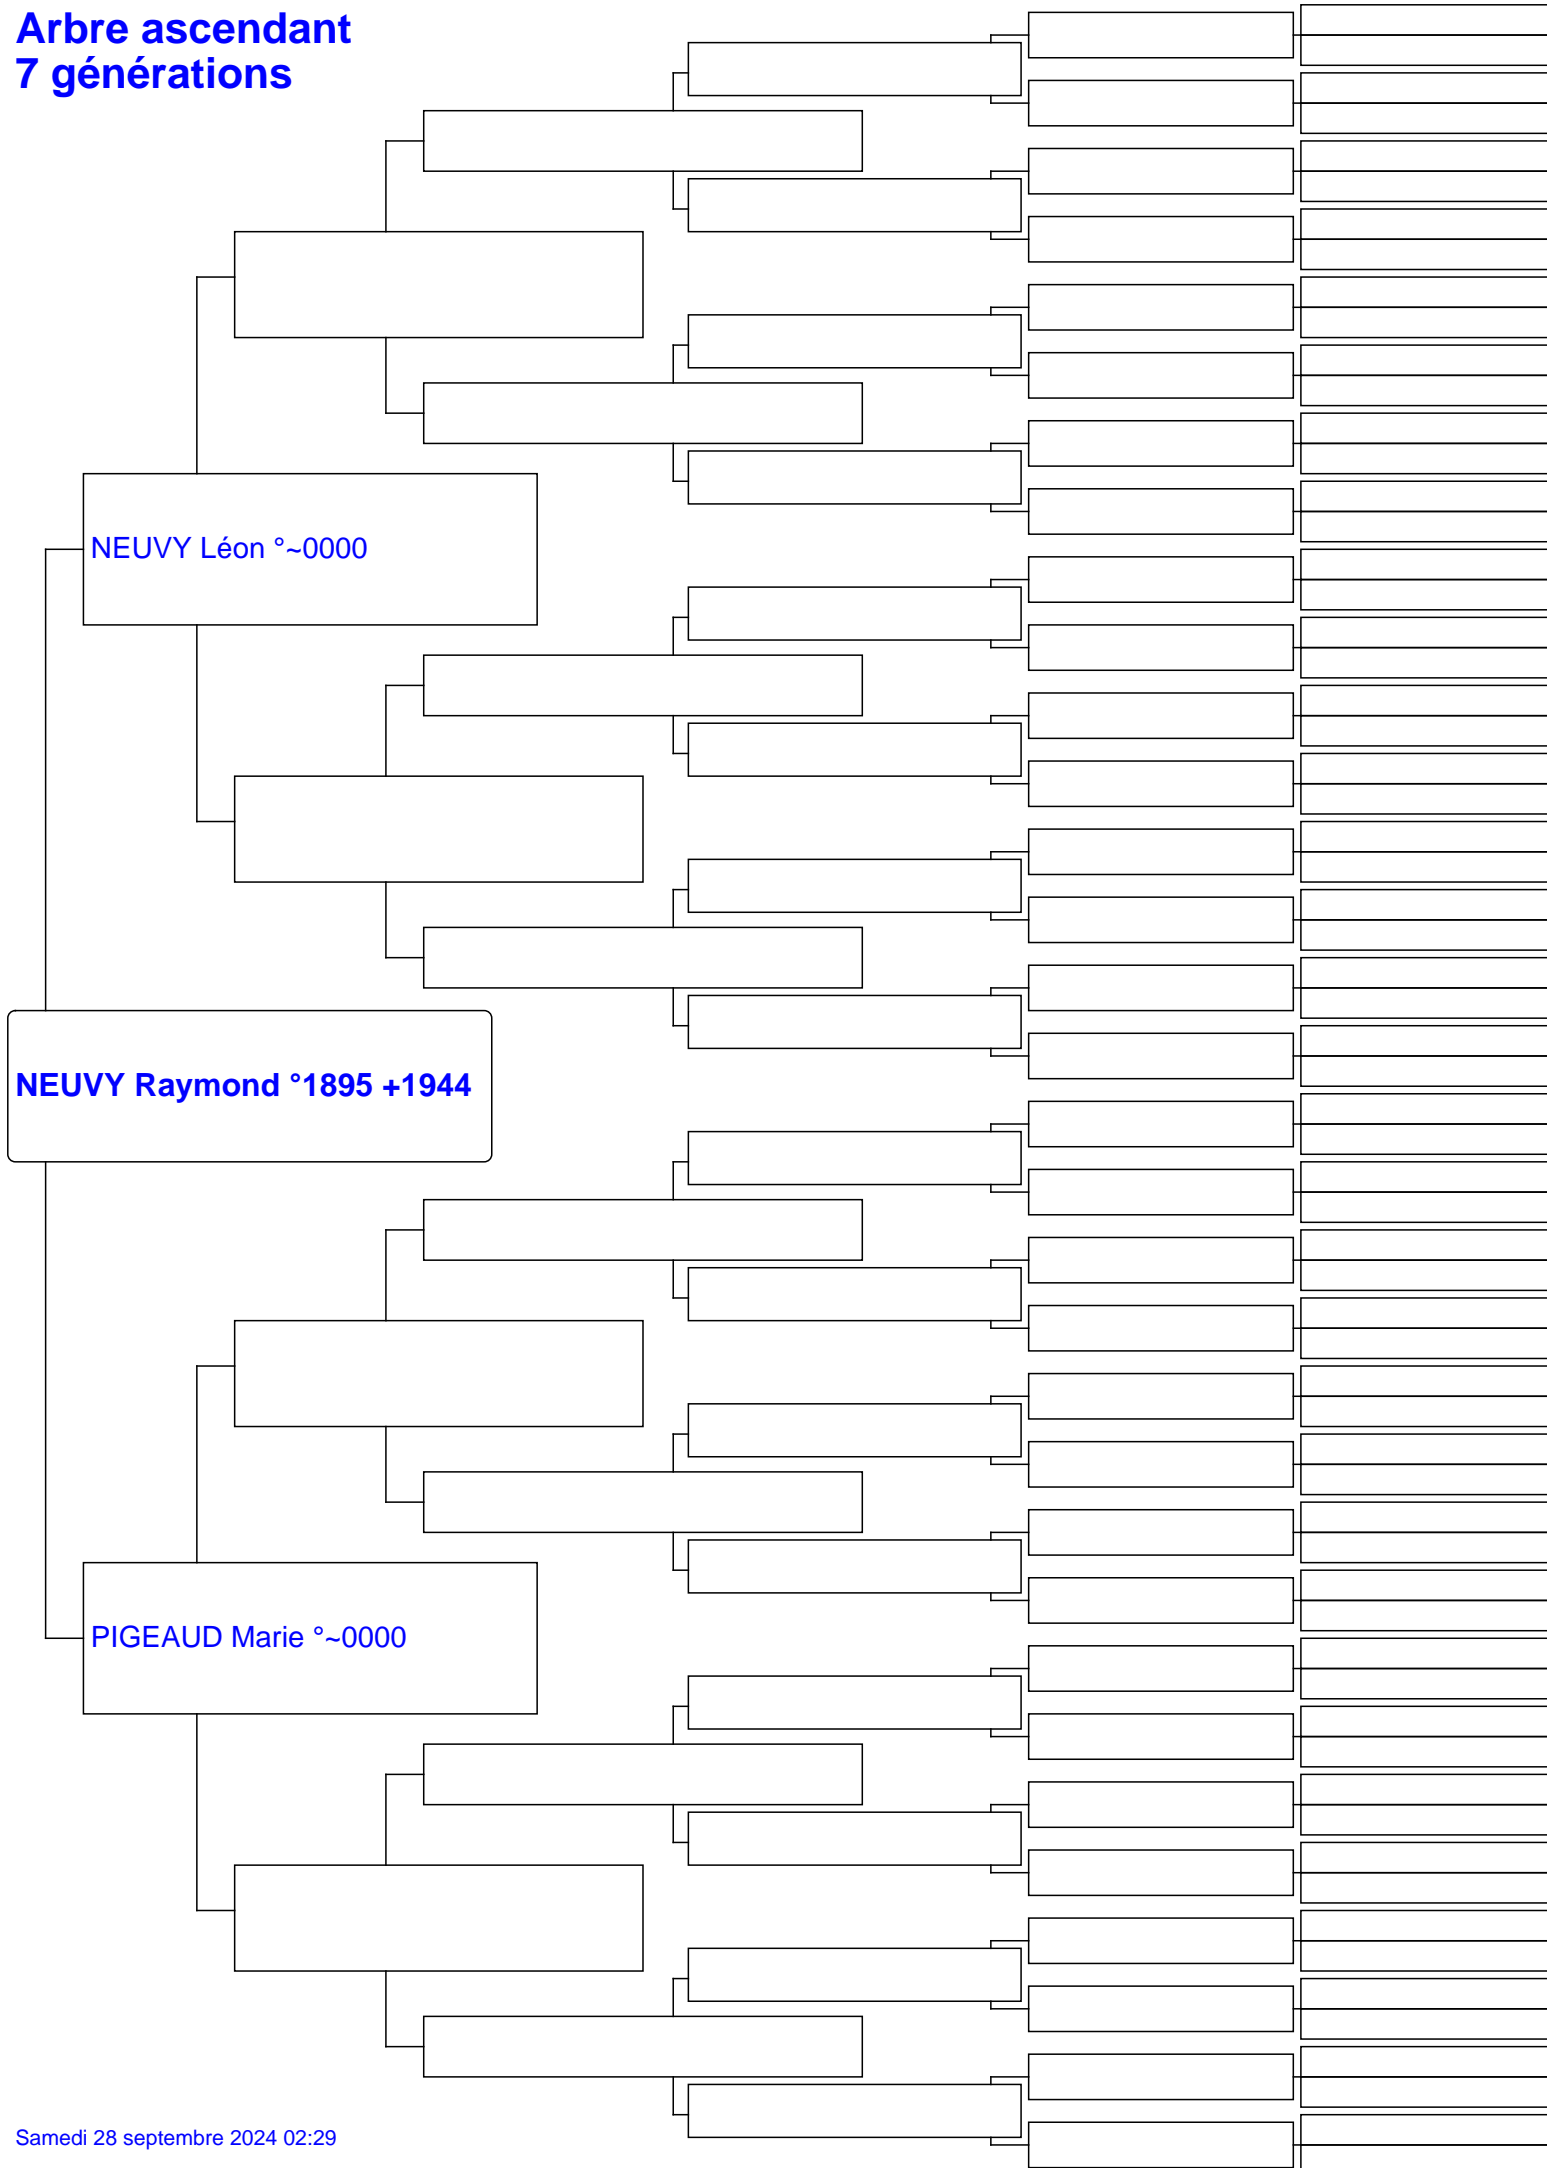 Arbre ascendant
7 générations
NEUVY Léon °~0000
NEUVY Raymond °1895 +1944
PIGEAUD Marie °~0000
Samedi 28 septembre 2024 02:29